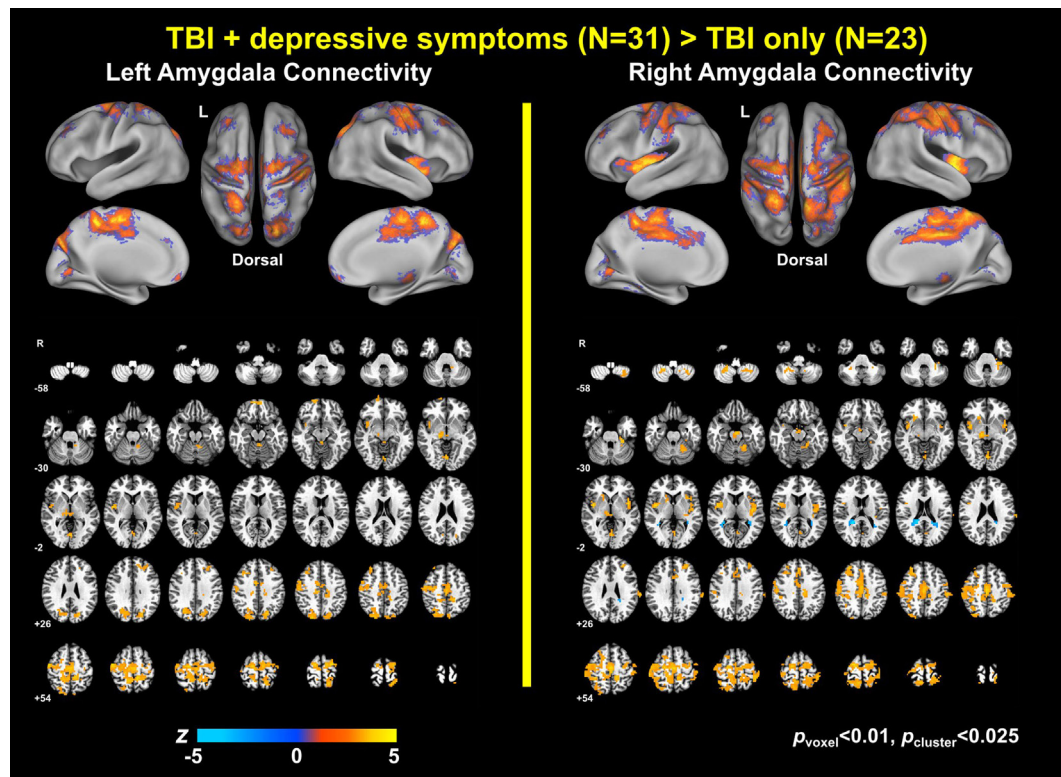 TBI + depressive symptoms (N=31) > TBI only (N=23)
Left Amygdala Connectivity
Right Amygdala Connectivity
L
L
Dorsal
Dorsal
R
R
-58
-58
-30
-30
-2
-2
+26
+26
+54
+54
z
-5 0 5
pvoxel<0.01, pcluster<0.025